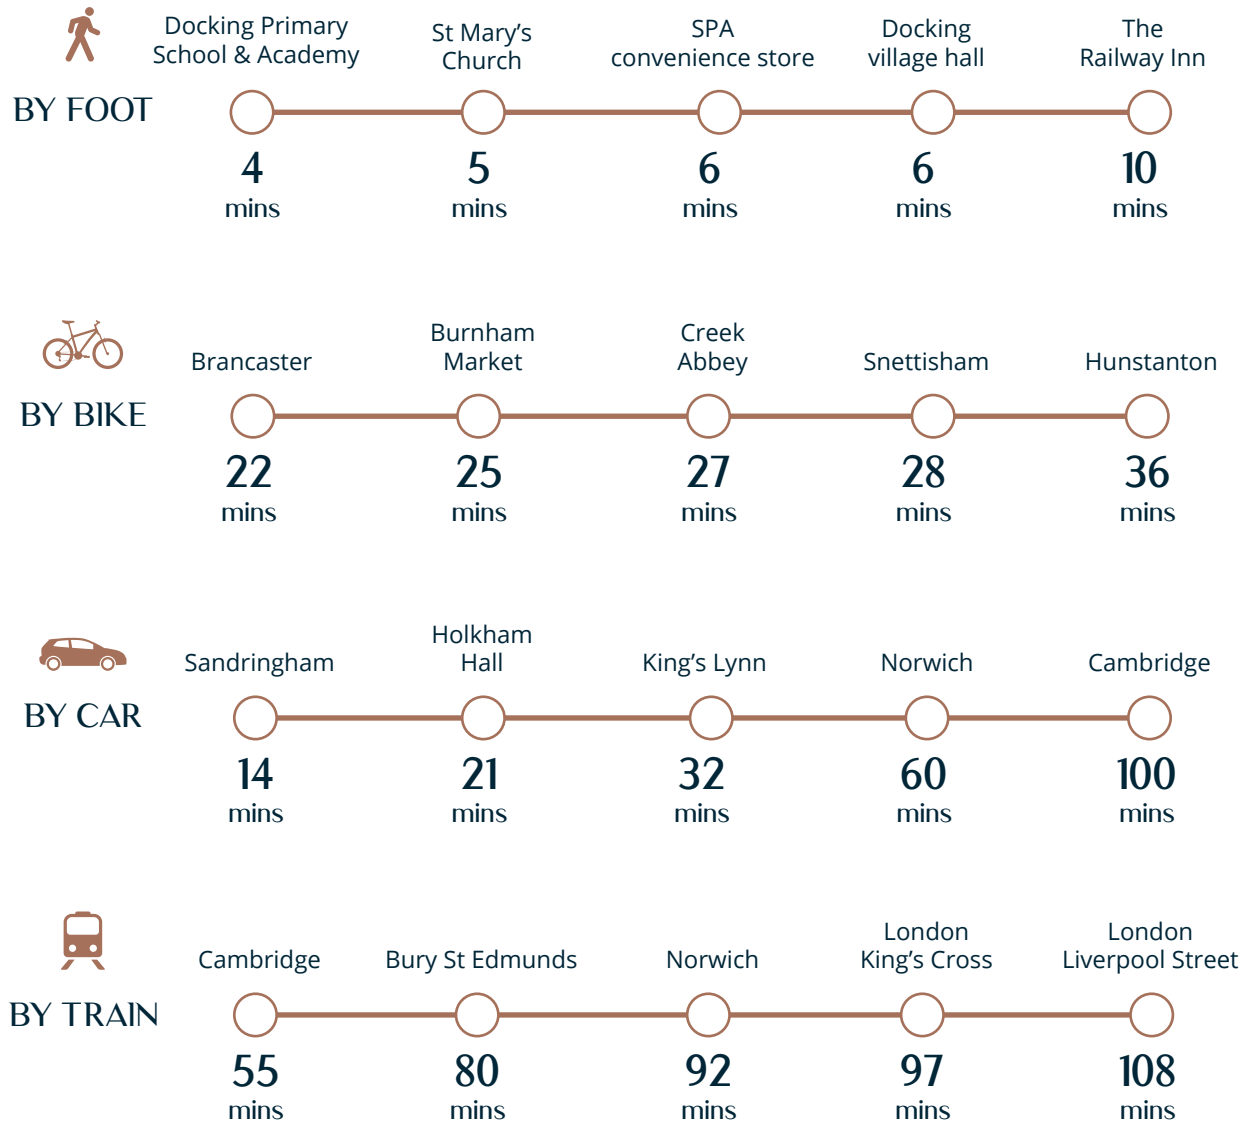 Docking Primary
School & Academy
St Mary’s
Church
SPA
convenience store
Docking
village hall
The
Railway Inn
BY FOOT
4
mins
5
mins
6
mins
6
mins
10
mins
Brancaster
Burnham
Market
Creek
Abbey
Snettisham
Hunstanton
BY BIKE
22
mins
25
mins
27
mins
28
mins
36
mins
Sandringham
Holkham
Hall
King’s Lynn
Norwich
Cambridge
BY CAR
14
mins
21
mins
32
mins
60
mins
100
mins
Cambridge
Bury St Edmunds
Norwich
London
King’s Cross
London
Liverpool Street
BY TRAIN
55
mins
80
mins
92
mins
97
mins
108
mins